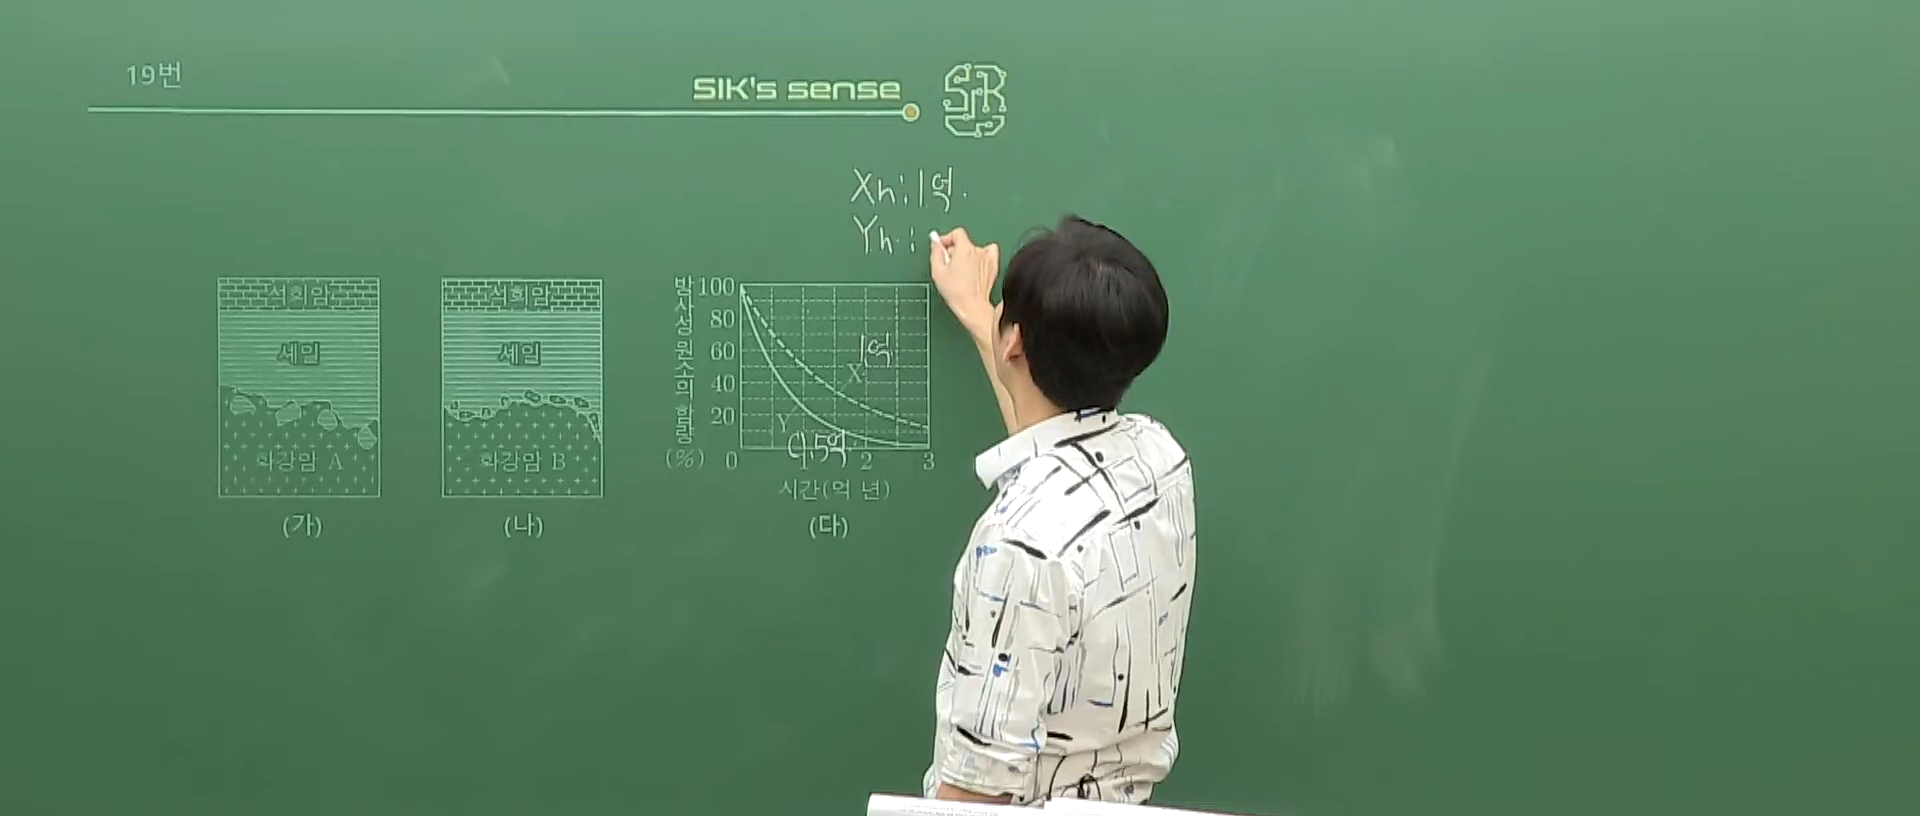 19번
SIK's sense
SIK
Xh:1억.
Yh:
석회암
셰일
화강암 A
(가)
석회암
셰일
화강암 B
(나)
방사성 원소의 함량 (%)
100
80
60
40
20
0 1 2 3
X
1억
Y
0.5억
시간(억 년)
(다)